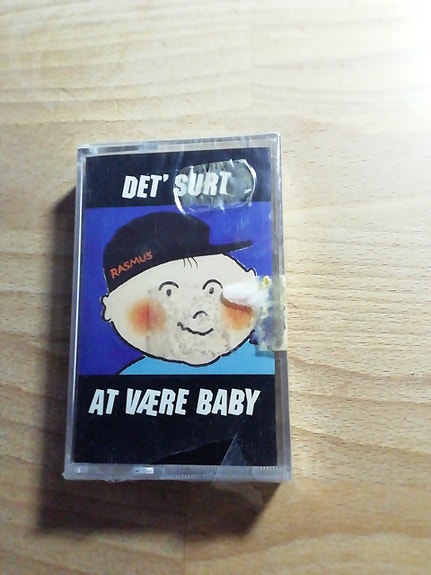 DET' SURT
RASMUS
AT VÆRE BABY